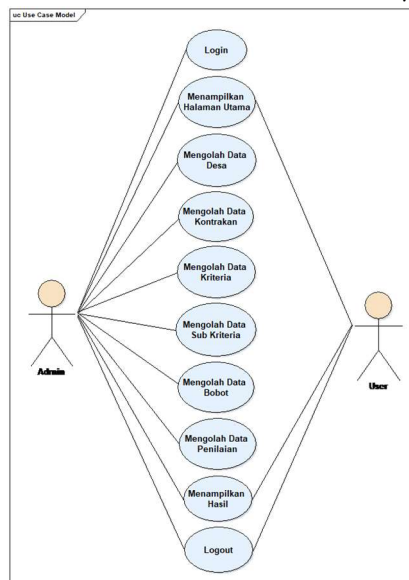 uc Use Case Model
Login
Menampilkan
Halaman Utama
Mengolah Data
Desa
Mengolah Data
Kontrakan
Mengolah Data
Kriteria
Mengolah Data
Sub Kriteria
Mengolah Data
Bobot
Mengolah Data
Penilaian
Menampilkan
Hasil
Logout
Admin
User